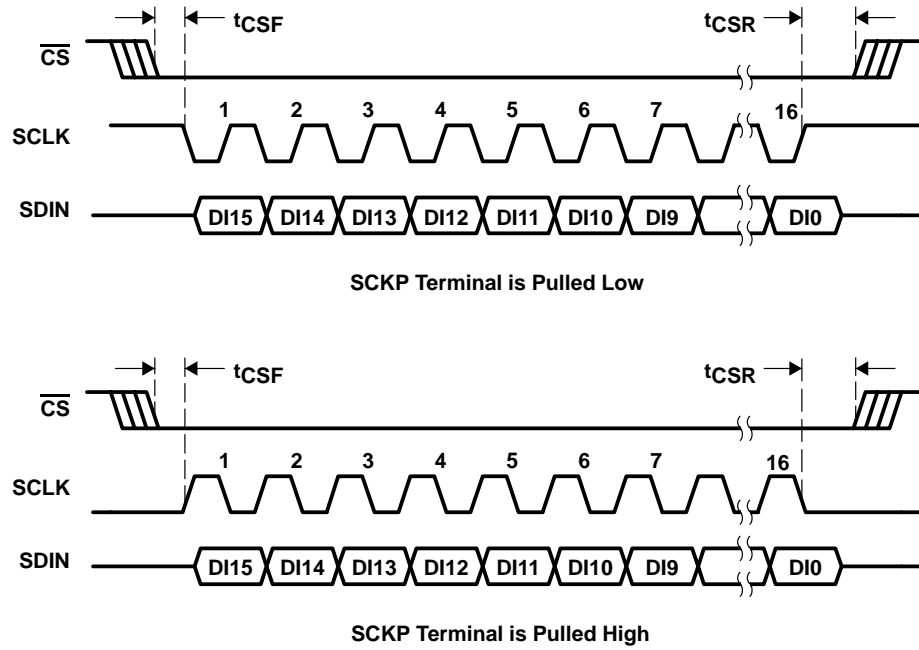 tCSF
tCSR
CS
1 2 3 4 5 6 7 16
SCLK
SDIN
DI15 DI14 DI13 DI12 DI11 DI10 DI9 DI0
SCKP Terminal is Pulled Low
tCSF
tCSR
CS
1 2 3 4 5 6 7 16
SCLK
SDIN
DI15 DI14 DI13 DI12 DI11 DI10 DI9 DI0
SCKP Terminal is Pulled High